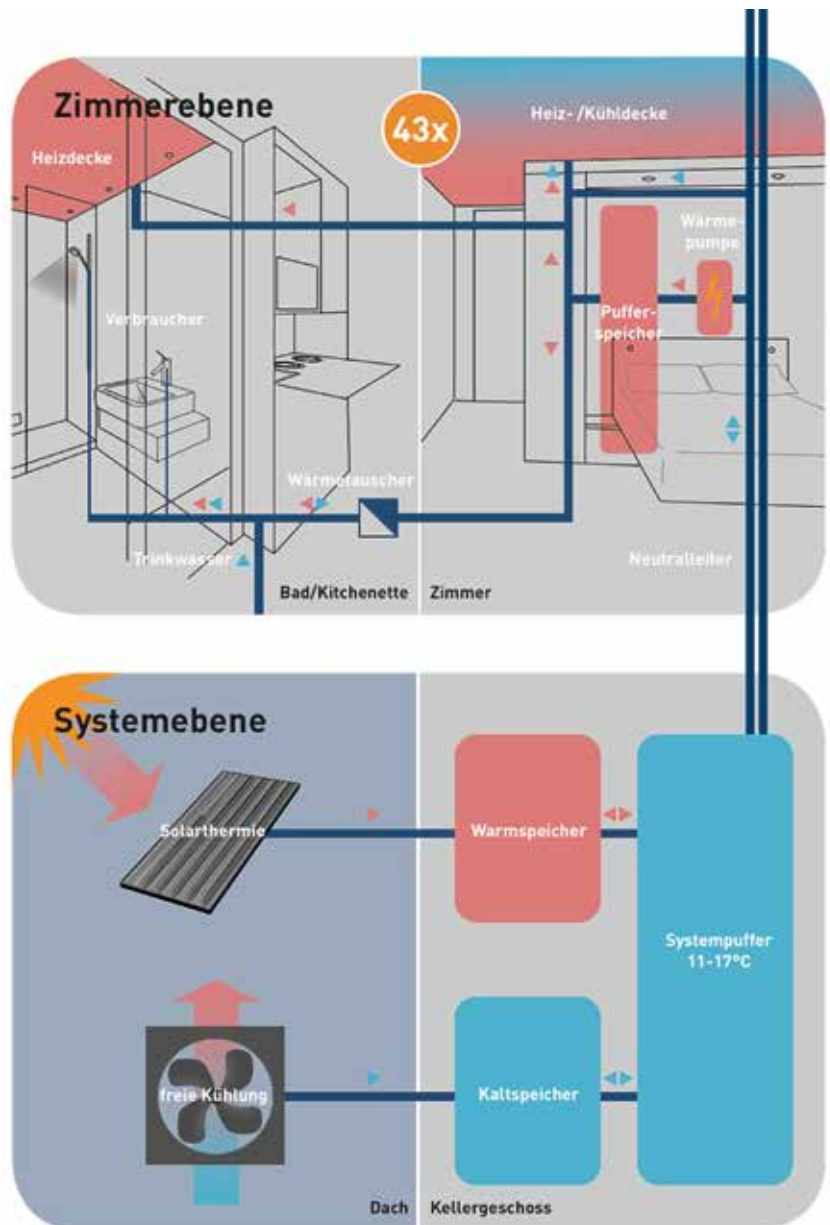 Zimmerebene
43x
Heiz- /Kühldecke
Heizdecke
Wärme-
pumpe
Verbraucher
Puffer-
speicher
Wärmetauscher
Trinkwasser
Neutralleiter
Bad/Kitchenette
Zimmer
Systemebene
Solarthermie
Warmspeicher
Systempuffer
11-17°C
freie Kühlung
Kaltspeicher
Dach
Kellergeschoss